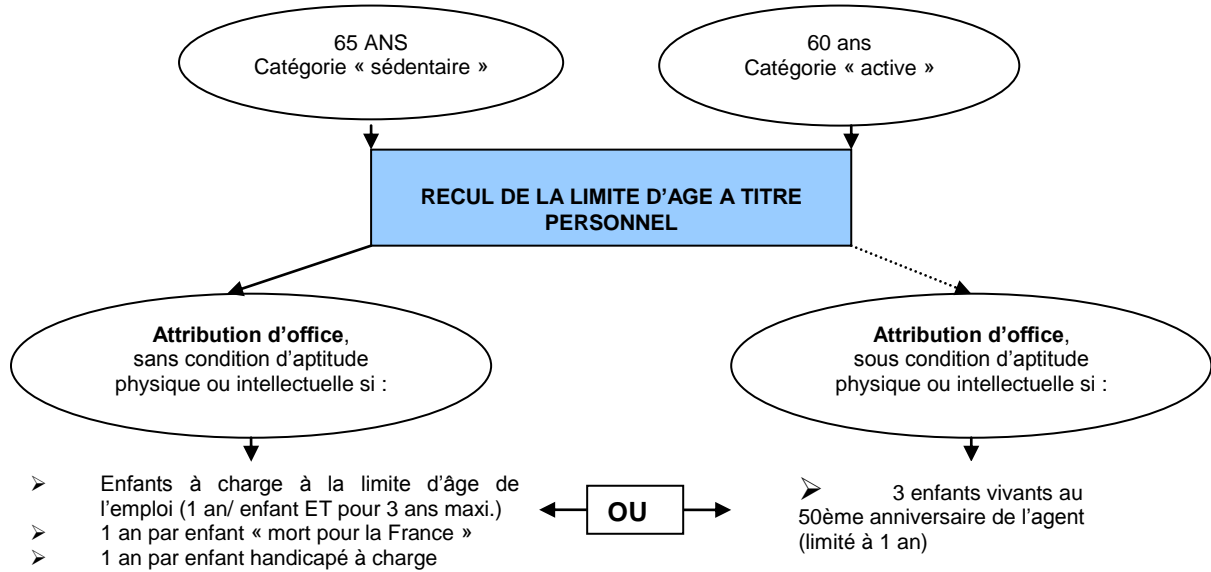 65 ANS
Catégorie « sédentaire »
60 ans
Catégorie « active »
RECUL DE LA LIMITE D'AGE A TITRE
PERSONNEL
Attribution d'office,
sans condition d'aptitude
physique ou intellectuelle si :
Attribution d'office,
sous condition d'aptitude
physique ou intellectuelle si :
➢ Enfants à charge à la limite d'âge de
l'emploi (1 an/ enfant ET pour 3 ans maxi.)
➢ 1 an par enfant « mort pour la France »
➢ 1 an par enfant handicapé à charge
OU
➢ 3 enfants vivants au
50ème anniversaire de l'agent
(limité à 1 an)